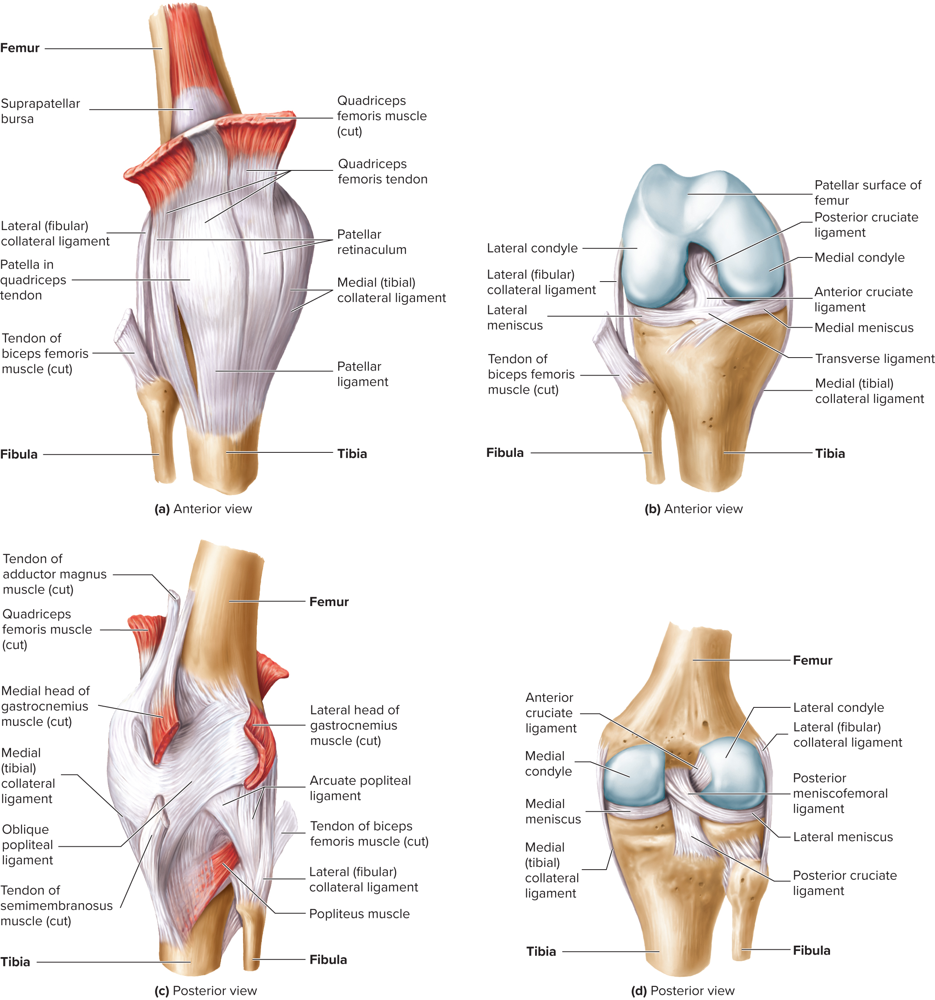 Femur
Suprapatellar
bursa
Lateral (fibular)
collateral ligament
Patella in
quadriceps
tendon
Tendon of
biceps femoris
muscle (cut)
Fibula
Quadriceps
femoris muscle
(cut)
Quadriceps
femoris tendon
Patellar
retinaculum
Medial (tibial)
collateral ligament
Patellar
ligament
Tibia
(a) Anterior view
Lateral condyle
Lateral (fibular)
collateral ligament
Lateral
meniscus
Tendon of
biceps femoris
muscle (cut)
Fibula
Patellar surface of
femur
Posterior cruciate
ligament
Medial condyle
Anterior cruciate
ligament
Medial meniscus
Transverse ligament
Medial (tibial)
collateral ligament
Tibia
(b) Anterior view
Tendon of
adductor magnus
muscle (cut)
Quadriceps
femoris muscle
(cut)
Medial head of
gastrocnemius
muscle (cut)
Medial
(tibial)
collateral
ligament
Oblique
popliteal
ligament
Tendon of
semimembranosus
muscle (cut)
Tibia
Femur
Lateral head of
gastrocnemius
muscle (cut)
Arcuate popliteal
ligament
Tendon of biceps
femoris muscle (cut)
Lateral (fibular)
collateral ligament
Popliteus muscle
Fibula
(c) Posterior view
Anterior
cruciate
ligament
Medial
condyle
Medial
meniscus
Medial
(tibial)
collateral
ligament
Tibia
Femur
Lateral condyle
Lateral (fibular)
collateral ligament
Posterior
meniscofemoral
ligament
Lateral meniscus
Posterior cruciate
ligament
Fibula
(d) Posterior view